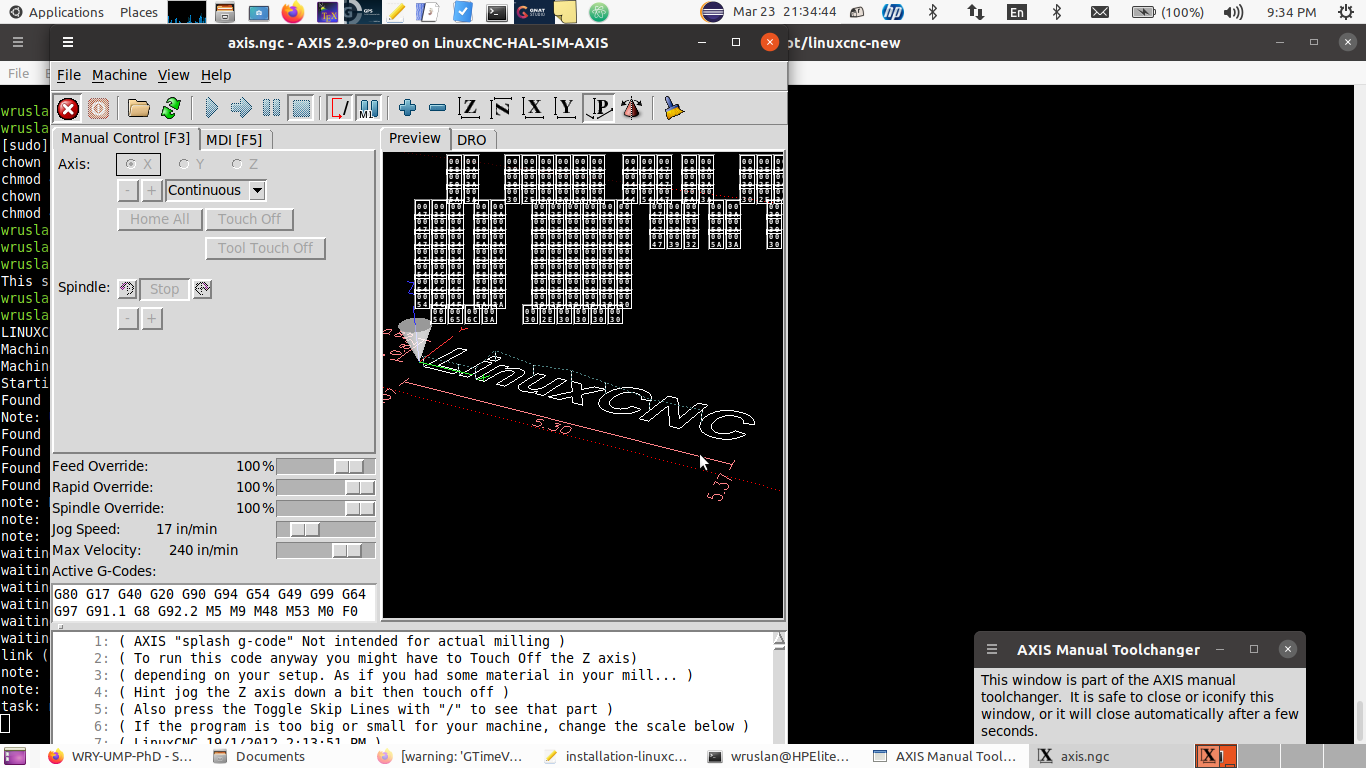 Applications Places
Mar 23 21:34:44
En
(100%)
9:34 PM
axis.ngc - AXIS 2.9.0~pre0 on LinuxCNC-HAL-SIM-AXIS
ot/linuxcnc-new
File
File Machine View Help
Manual Control [F3] MDI [F5]
Preview DRO
Axis: X Y Z
- + Continuous
Home All Touch Off
Tool Touch Off
Spindle: Stop
- +
Feed Override: 100 %
Rapid Override: 100 %
Spindle Override: 100 %
Jog Speed: 17 in/min
Max Velocity: 240 in/min
Active G-Codes:
G80 G17 G40 G20 G90 G94 G54 G49 G99 G64
G97 G91.1 G8 G92.2 M5 M9 M48 M53 M0 F0
LinuxCNC
5.30
5.37
1: ( AXIS "splash g-code" Not intended for actual milling )
2: ( To run this code anyway you might have to Touch Off the Z axis)
3: ( depending on your setup. As if you had some material in your mill... )
4: ( Hint jog the Z axis down a bit then touch off )
5: ( Also press the Toggle Skip Lines with "/" to see that part )
6: ( If the program is too big or small for your machine, change the scale below )
7: ( LinuxCNC 19/1/2012 2:13:51 PM )
wrusla
wrusla
[sudo]
chown
chmod
chown
chmod
wrusla
wrusla
wrusla
This s
wrusla
wrusla
LINUXC
Machin
Machin
Starti
Found
Note:
Found
Found
Found
Found
note:
note:
note:
waitin
waitin
waitin
waitin
waitin
waitin
link (
note:
note:
task:
AXIS Manual Toolchanger
This window is part of the AXIS manual
toolchanger. It is safe to close or iconify this
window, or it will close automatically after a few
seconds.
WRY-UMP-PhD - S... Documents [warning: 'GTimeV... installation-linuxc... wruslan@HPElite... AXIS Manual Tool... axis.ngc